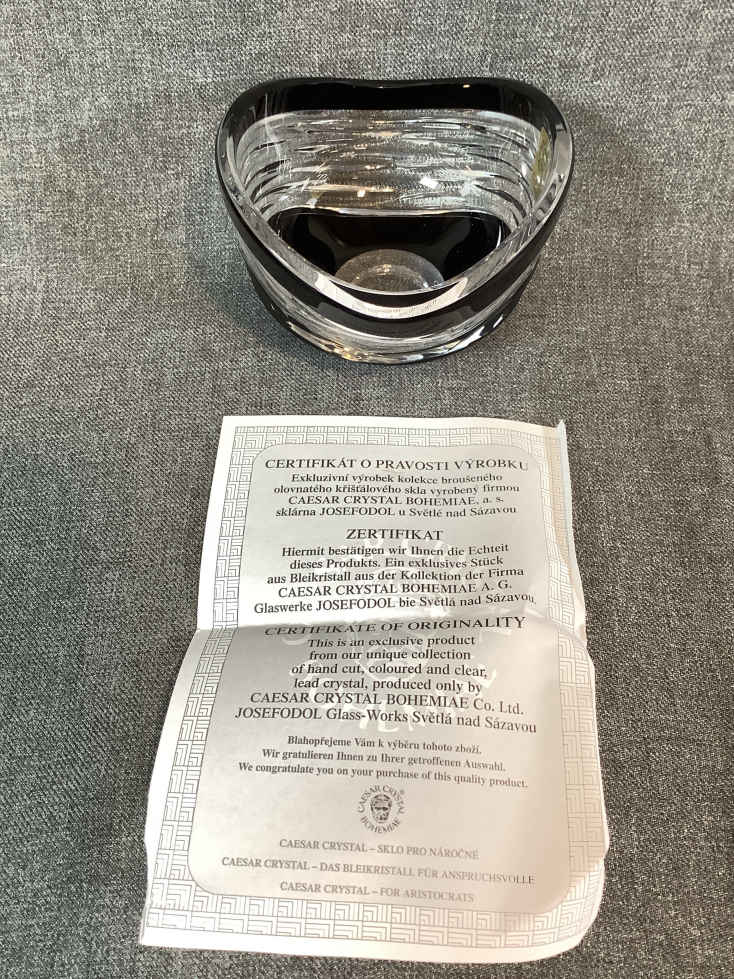 CERTIFIKÁT O PRAVOSTI VÝROBKU
Exkluzivní výrobek kolekce broušeného
olovnatého křišťálového skla vyrobený firmou
CAESAR CRYSTAL BOHEMIAE, a. s.
sklárna JOSEFODOL u Světlé nad Sázavou
ZERTIFIKAT
Hiermit bestätigen wir Ihnen die Echteit
dieses Produkts. Ein exklusives Stück
aus Bleikristall aus der Kollektion der Firma
CAESAR CRYSTAL BOHEMIAE A. G.
Glaswerke JOSEFODOL bie Světlá nad Sázavou.
CERTIFIKÁTE OF ORIGINALITY
This is an exclusive product
from our unique collection
of hand cut, coloured and clear,
lead crystal, produced only by
CAESAR CRYSTAL BOHEMIAE Co. Ltd.
JOSEFODOL Glass-Works Světlá nad Sázavou
Blahopřejeme Vám k výběru tohoto zboží.
Wir gratulieren Ihnen zu Ihrer getroffenen Auswahl.
We congratulate you on your purchase of this quality product.
CAESAR CRYSTAL ®
BOHEMIAE
CAESAR CRYSTAL – SKLO PRO NÁROČNÉ
CAESAR CRYSTAL – DAS BLEIKRISTALL FÜR ANSPRUCHSVOLLE
CAESAR CRYSTAL – FOR ARISTOCRATS